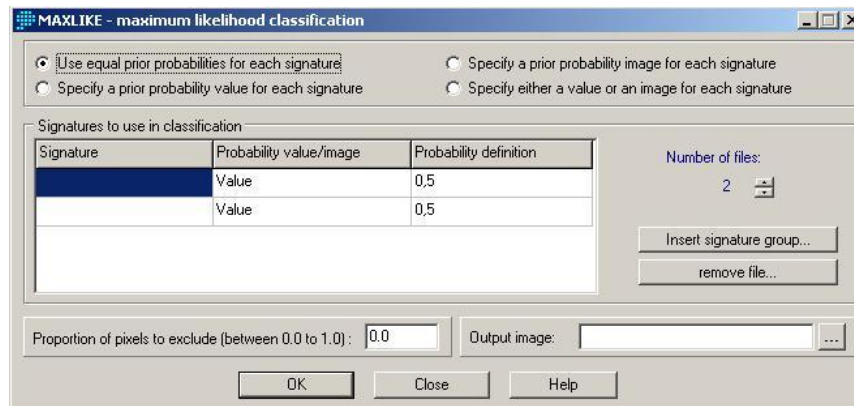 MAXLIKE - maximum likelihood classification
Use equal prior probabilities for each signature
Specify a prior probability image for each signature
Specify a prior probability value for each signature
Specify either a value or an image for each signature
Signatures to use in classification
Signature Probability value/image Probability definition
Value 0,5
Value 0,5
Number of files:
2
Insert signature group...
remove file...
Proportion of pixels to exclude (between 0.0 to 1.0) : 0.0
Output image: ...
OK Close Help